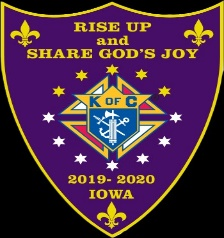 RISE UP
and
SHARE GOD'S JOY
K OF C
2019- 2020
IOWA